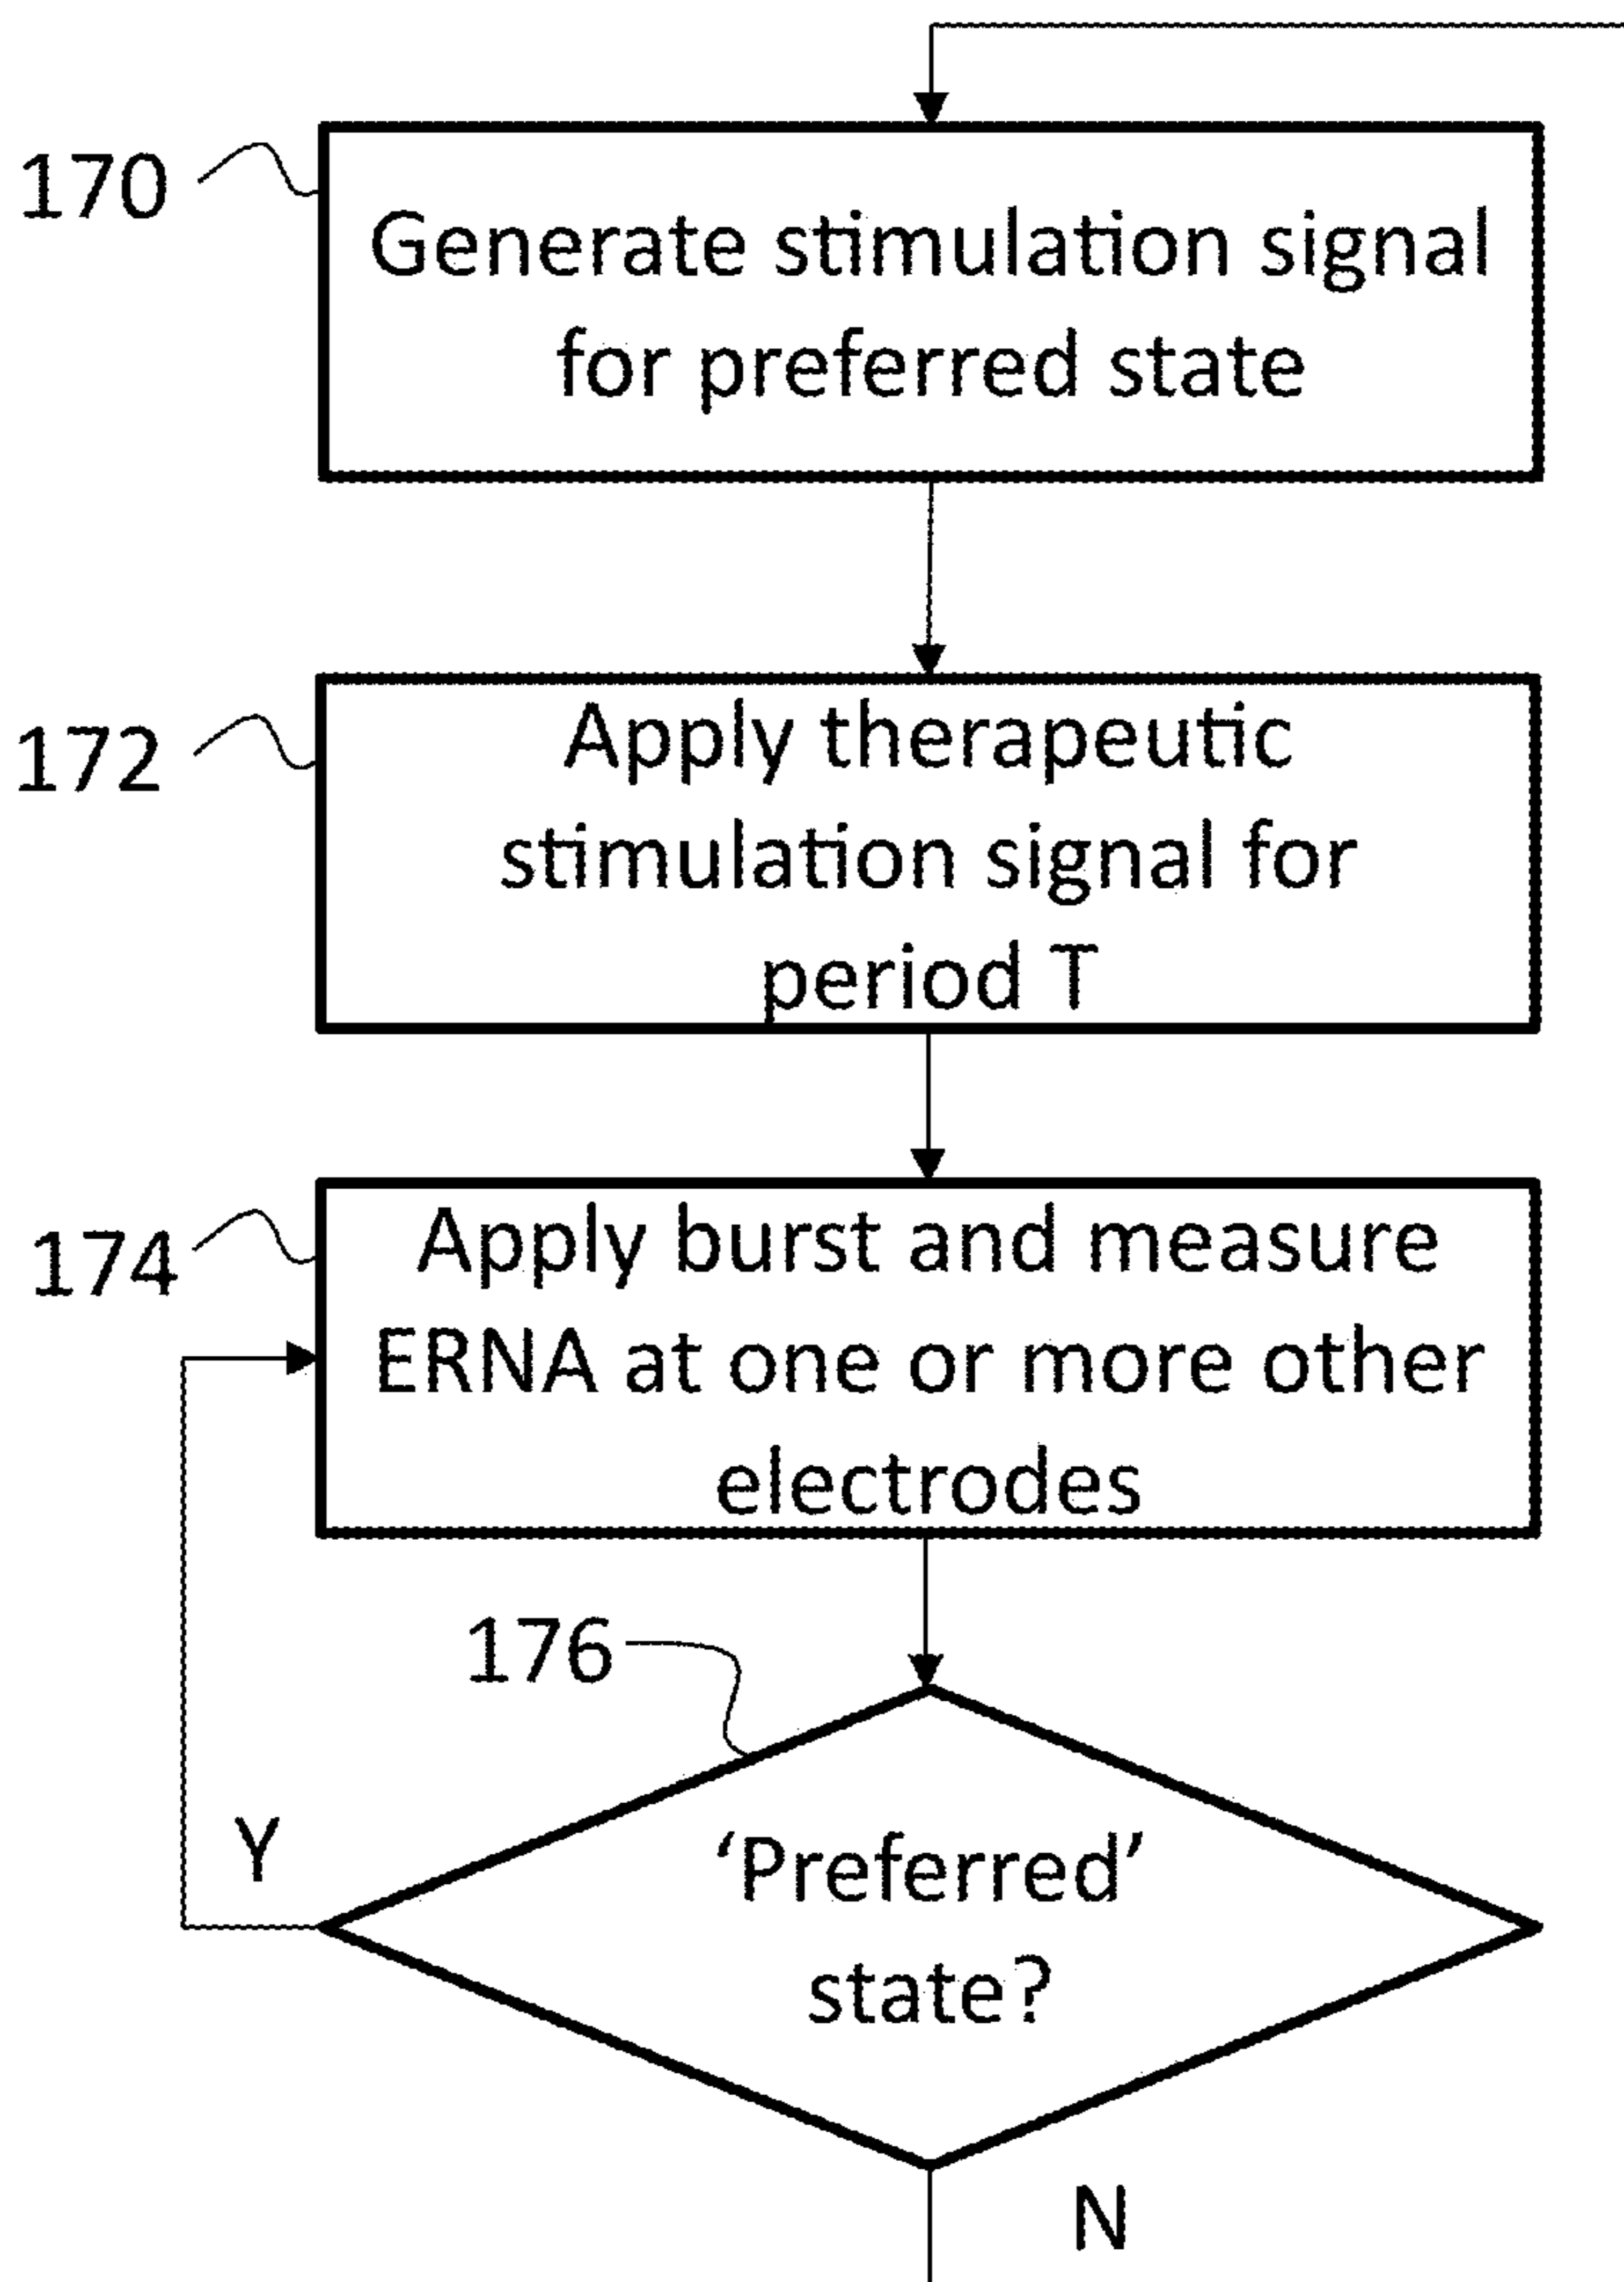 170
Generate stimulation signal
for preferred state
172
Apply therapeutic
stimulation signal for
period T
174
Apply burst and measure
ERNA at one or more other
electrodes
176
Y
‘Preferred’
state?
N